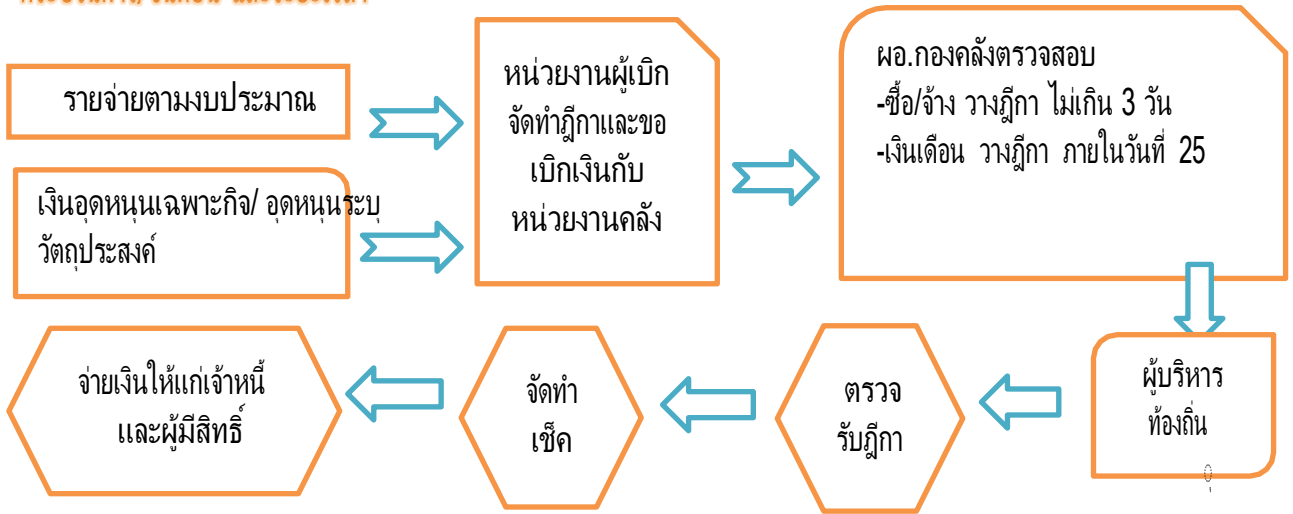 รายจ่ายตามงบประมาณ
เงินอุดหนุนเฉพาะกิจ/ อุดหนุนระบุ
วัตถุประสงค์
หน่วยงานผู้เบิก
จัดทำฎีกาและขอ
เบิกเงินกับ
หน่วยงานคลัง
ผอ.กองคลังตรวจสอบ
-ซื้อ/จ้าง วางฎีกา ไม่เกิน 3 วัน
-เงินเดือน วางฎีกา ภายในวันที่ 25
ผู้บริหาร
ท้องถิ่น
ตรวจ
รับฎีกา
จัดทำ
เช็ค
จ่ายเงินให้แก่เจ้าหนี้
และผู้มีสิทธิ์